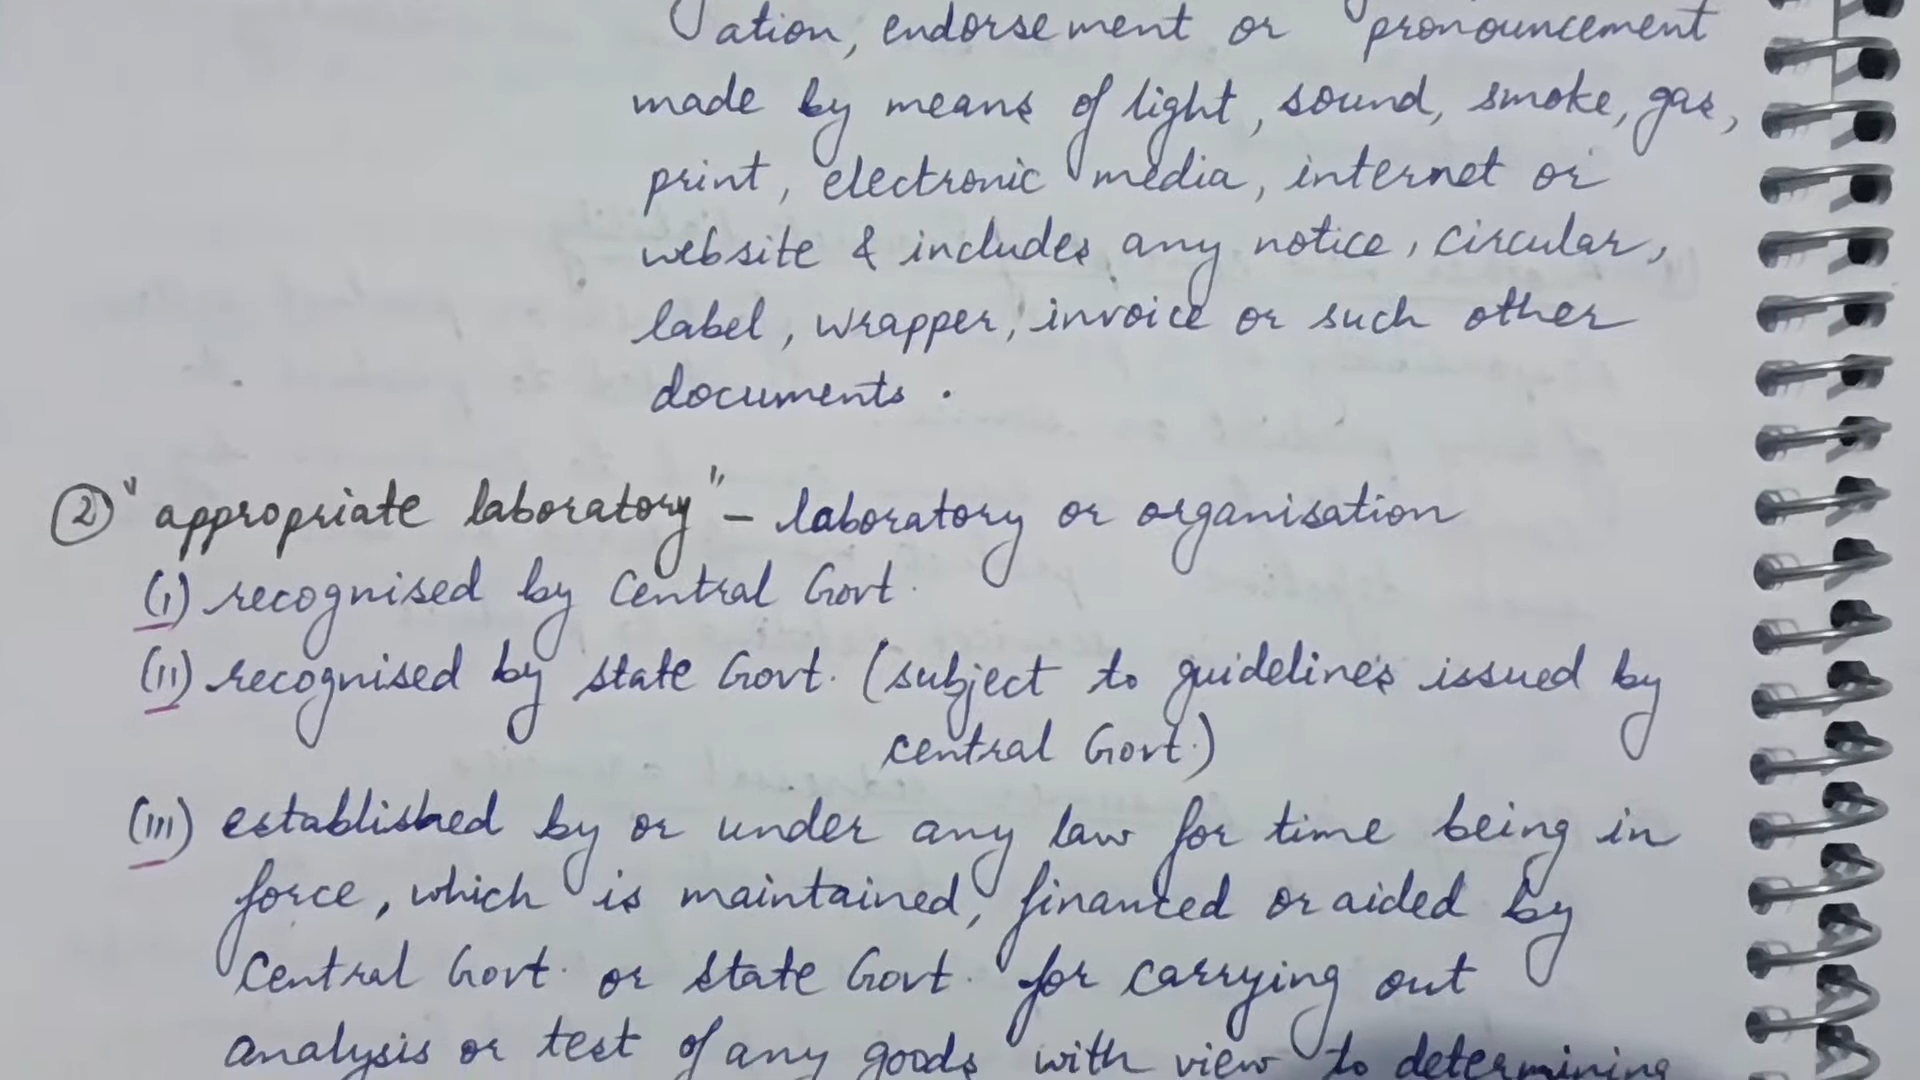 ation, endorsement or pronouncement
made by means of light, sound, smoke, gas,
print, electronic media, internet or
website & includes any notice, circular,
label, wrapper, invoice or such other
documents.
② "appropriate laboratory" – laboratory or organisation
(i) recognised by Central Govt.
(ii) recognised by state Govt. (subject to guidelines issued by
central Govt.)
(iii) established by or under any law for time being in
force, which is maintained, financed or aided by
Central Govt. or State Govt. for carrying out
analysis or test of any goods with view to determining